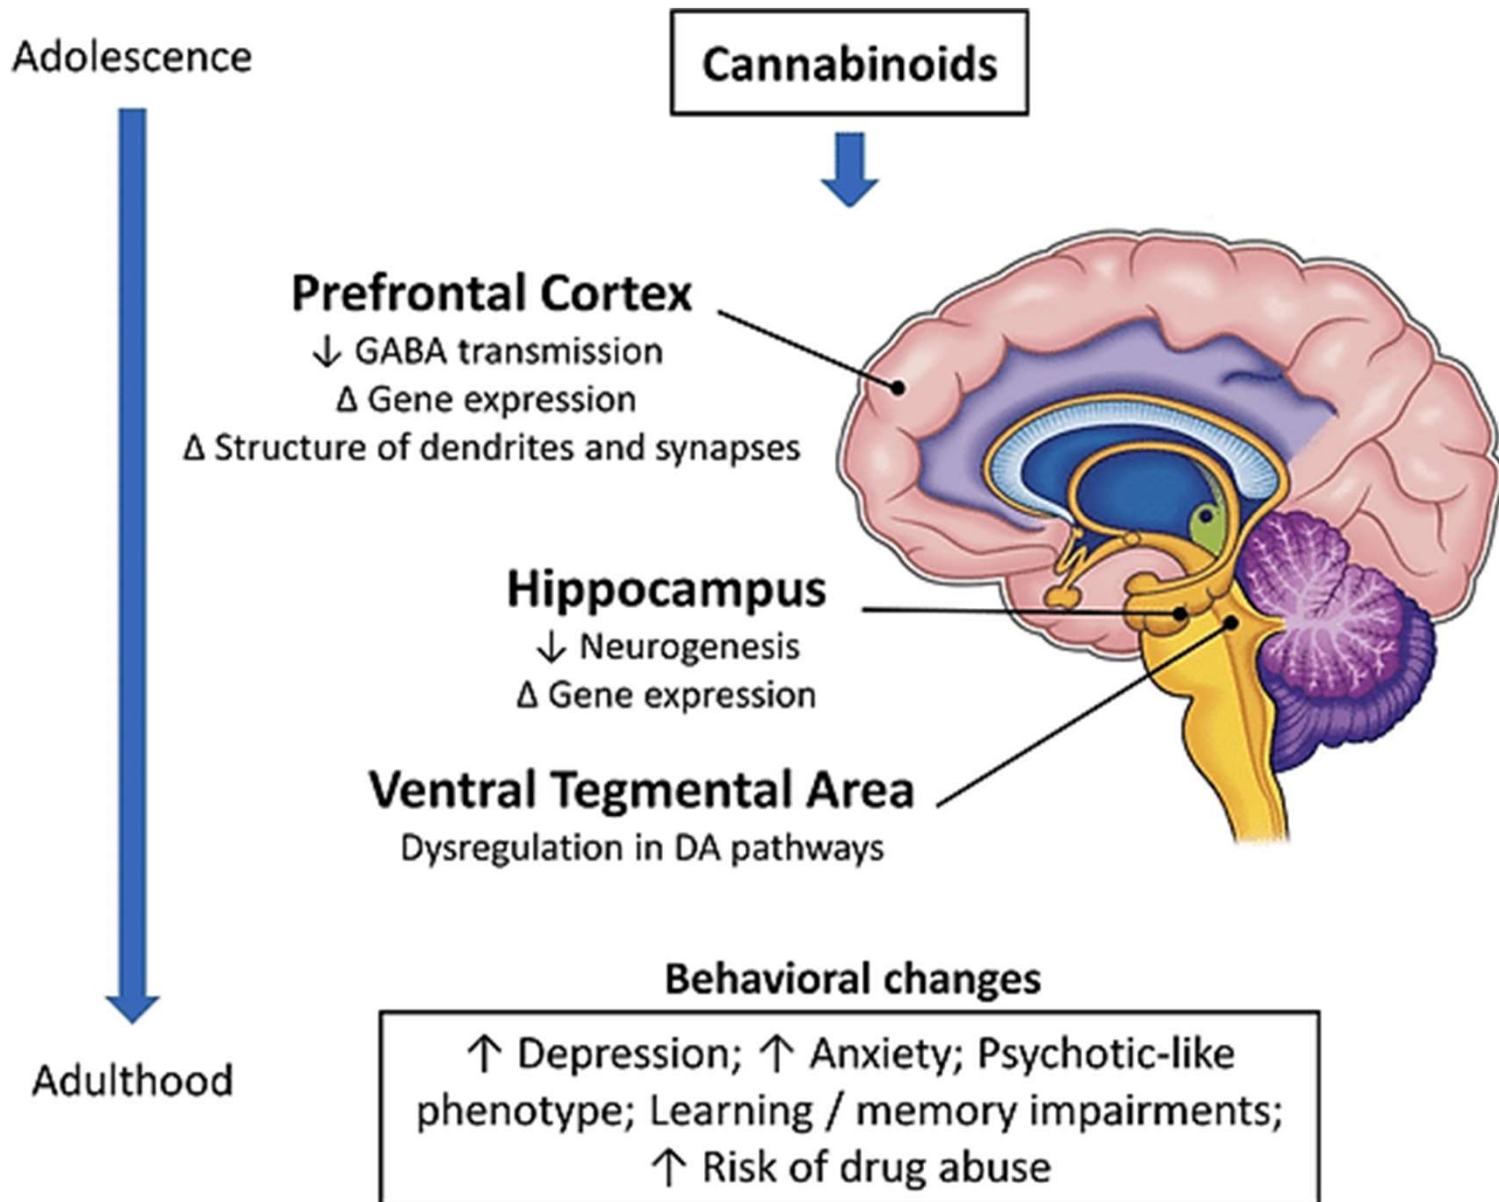 Adolescence
Cannabinoids
Prefrontal Cortex
↓ GABA transmission
Δ Gene expression
Δ Structure of dendrites and synapses
Hippocampus
↓ Neurogenesis
Δ Gene expression
Ventral Tegmental Area
Dysregulation in DA pathways
Behavioral changes
↑ Depression; ↑ Anxiety; Psychotic-like
phenotype; Learning / memory impairments;
↑ Risk of drug abuse
Adulthood